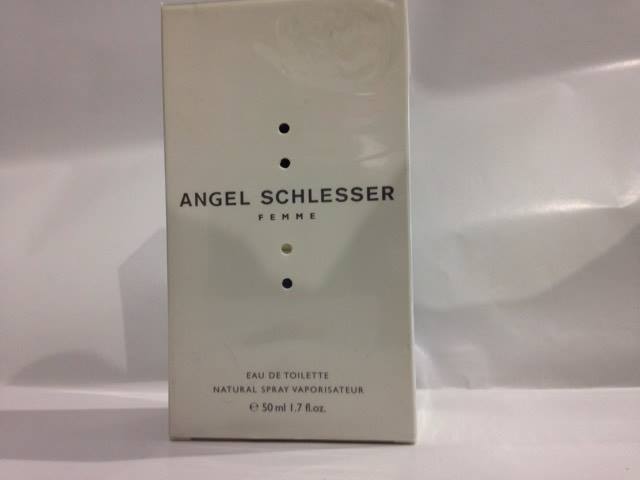 ANGEL SCHLESSER
FEMME
EAU DE TOILETTE
NATURAL SPRAY VAPORISATEUR
℮ 50 ml 1.7 fl.oz.